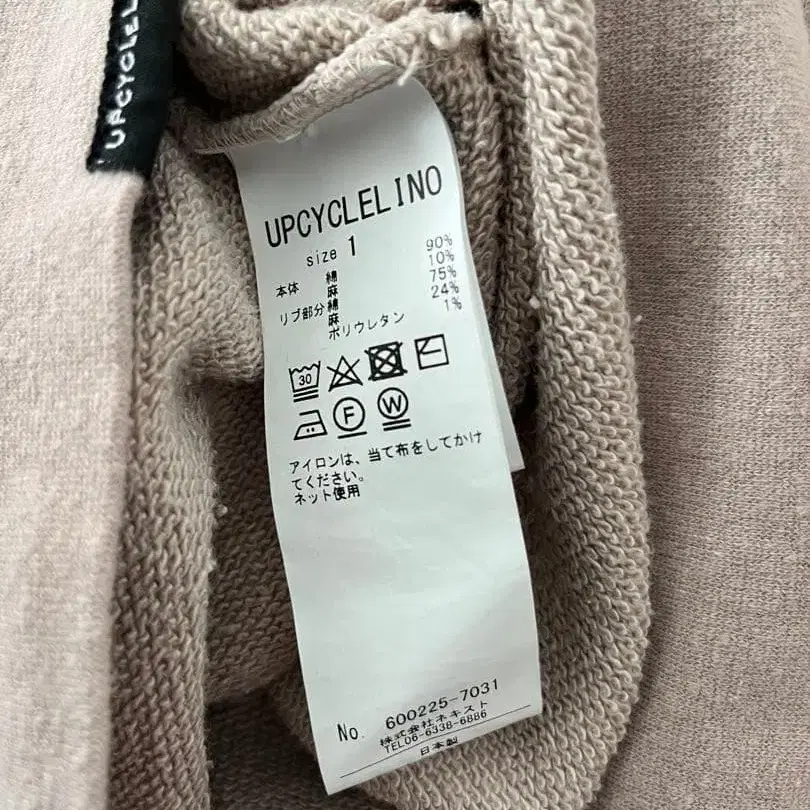 UPCYCLEL
UPCYCLELINO
size 1
本体 綿 90%
麻 10%
リブ部分 綿 75%
麻 24%
ポリウレタン 1%
30
F W
アイロンは、当て布をしてかけ
てください。
ネット使用
No. 600225-7031
株式会社ネキスト
TEL06-6338-6886
日本製